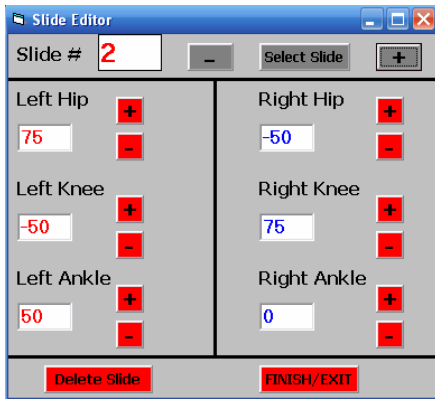 Slide Editor
Slide # 2 - Select Slide +
Left Hip
+
75
-
Right Hip
+
-50
-
Left Knee
+
-50
-
Right Knee
+
75
-
Left Ankle
+
50
-
Right Ankle
+
0
-
Delete Slide FINISH/EXIT